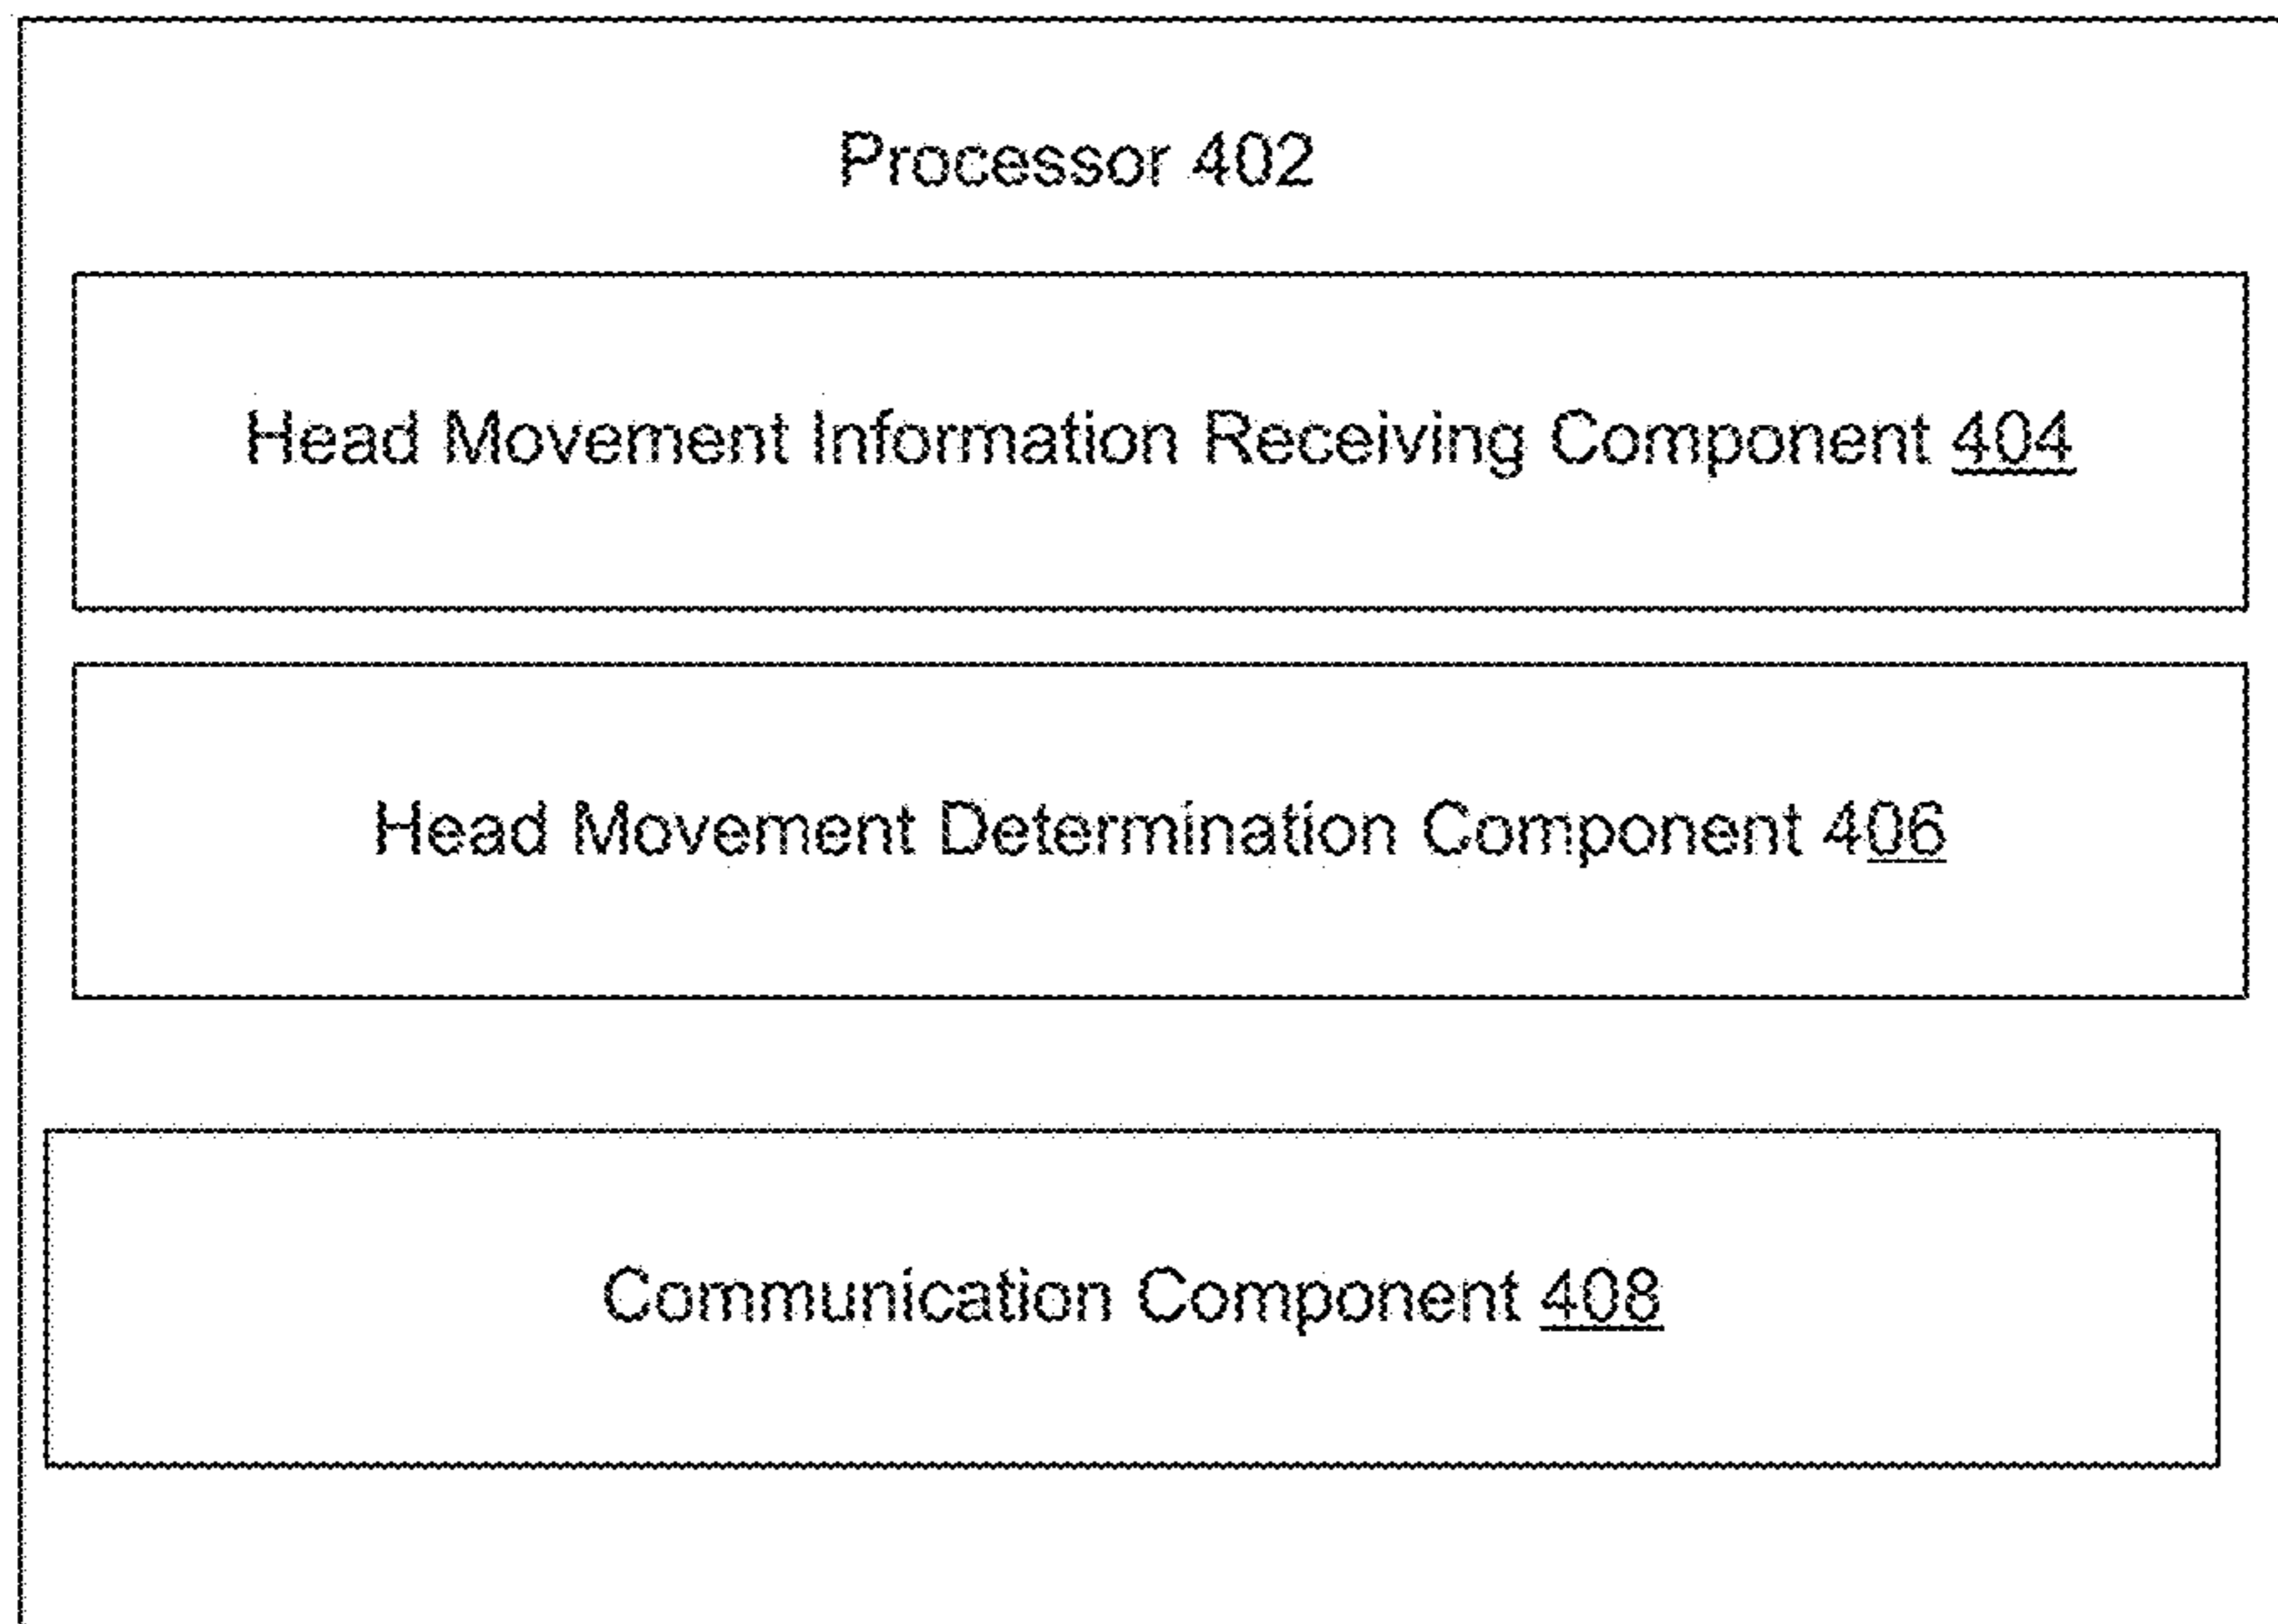 Processor 402
Head Movement Information Receiving Component 404
Head Movement Determination Component 406
Communication Component 408